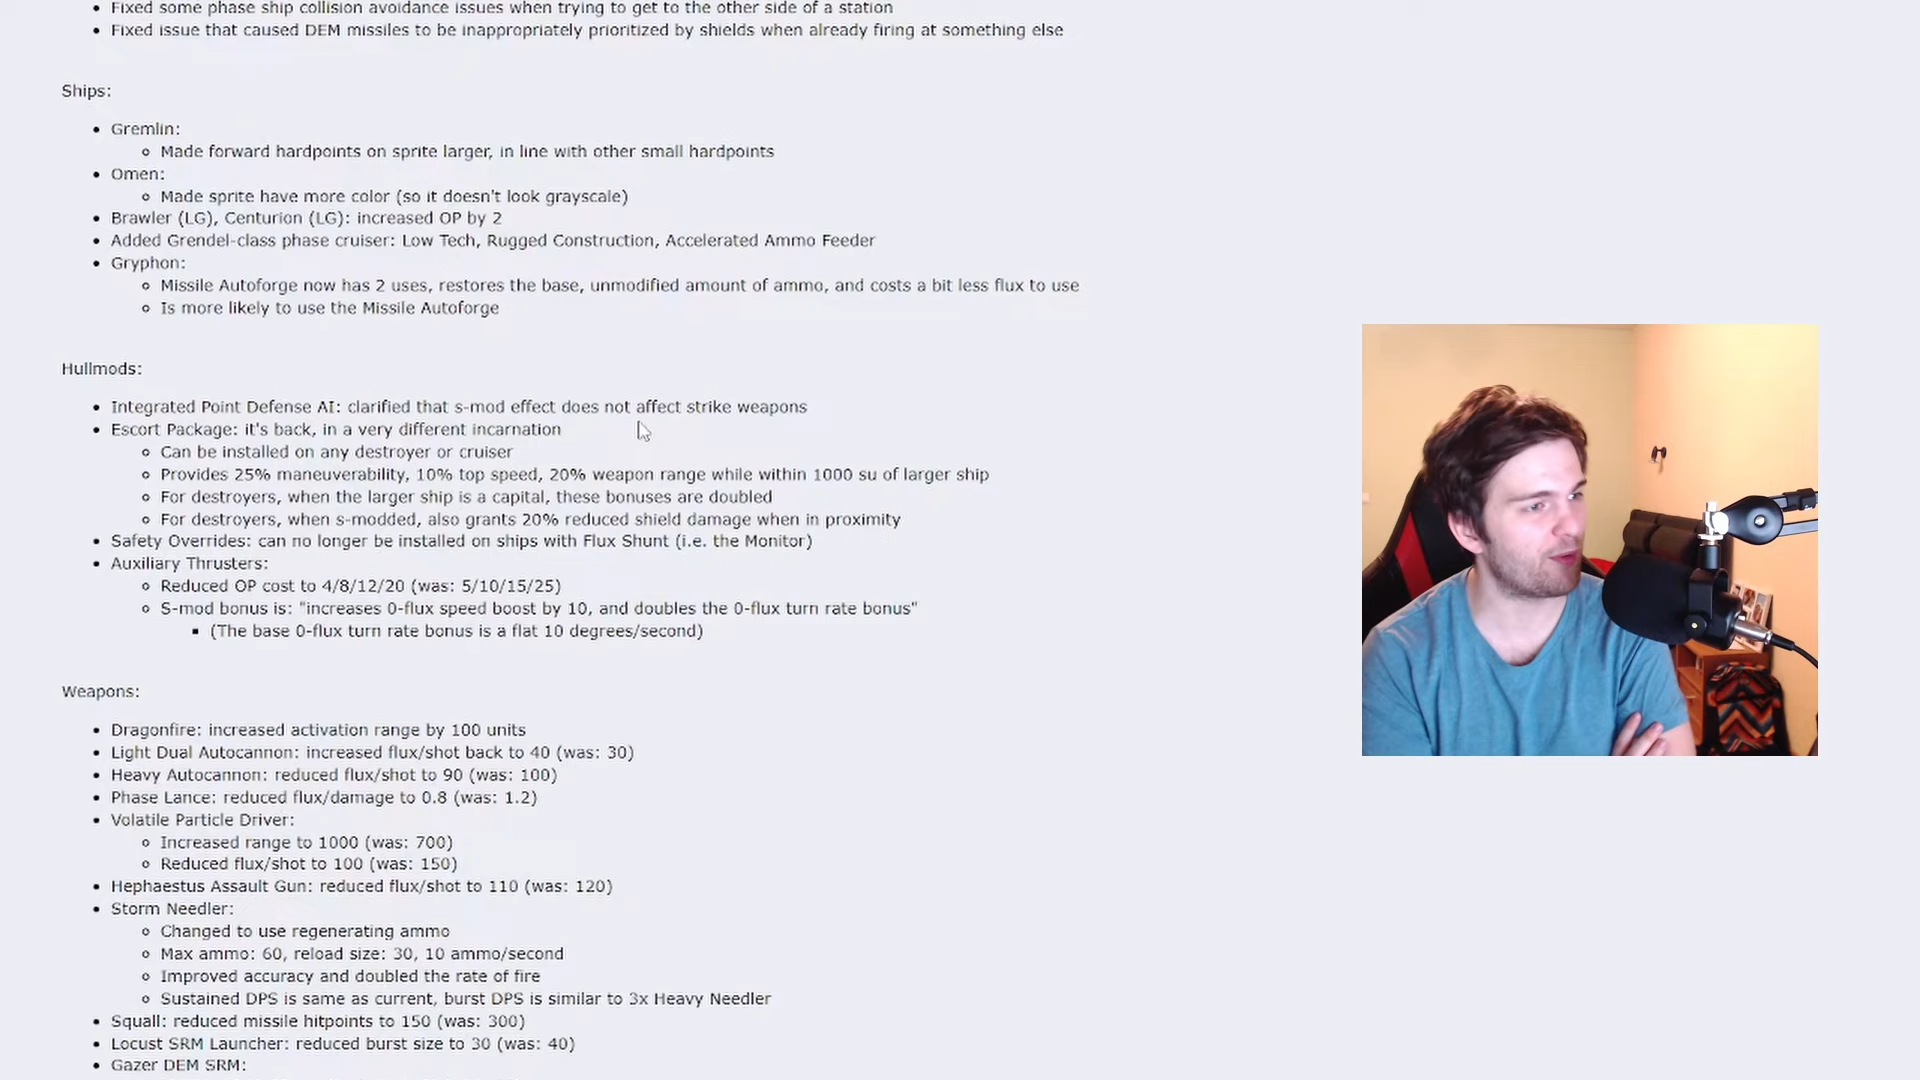 • Fixed some phase ship collision avoidance issues when trying to get to the other side of a station
• Fixed issue that caused DEM missiles to be inappropriately prioritized by shields when already firing at something else
Ships:
• Gremlin:
◦ Made forward hardpoints on sprite larger, in line with other small hardpoints
• Omen:
◦ Made sprite have more color (so it doesn't look grayscale)
• Brawler (LG), Centurion (LG): increased OP by 2
• Added Grendel-class phase cruiser: Low Tech, Rugged Construction, Accelerated Ammo Feeder
• Gryphon:
◦ Missile Autoforge now has 2 uses, restores the base, unmodified amount of ammo, and costs a bit less flux to use
◦ Is more likely to use the Missile Autoforge
Hullmods:
• Integrated Point Defense AI: clarified that s-mod effect does not affect strike weapons
• Escort Package: it's back, in a very different incarnation
◦ Can be installed on any destroyer or cruiser
◦ Provides 25% maneuverability, 10% top speed, 20% weapon range while within 1000 su of larger ship
◦ For destroyers, when the larger ship is a capital, these bonuses are doubled
◦ For destroyers, when s-modded, also grants 20% reduced shield damage when in proximity
• Safety Overrides: can no longer be installed on ships with Flux Shunt (i.e. the Monitor)
• Auxiliary Thrusters:
◦ Reduced OP cost to 4/8/12/20 (was: 5/10/15/25)
◦ S-mod bonus is: "increases 0-flux speed boost by 10, and doubles the 0-flux turn rate bonus"
▪ (The base 0-flux turn rate bonus is a flat 10 degrees/second)
Weapons:
• Dragonfire: increased activation range by 100 units
• Light Dual Autocannon: increased flux/shot back to 40 (was: 30)
• Heavy Autocannon: reduced flux/shot to 90 (was: 100)
• Phase Lance: reduced flux/damage to 0.8 (was: 1.2)
• Volatile Particle Driver:
◦ Increased range to 1000 (was: 700)
◦ Reduced flux/shot to 100 (was: 150)
• Hephaestus Assault Gun: reduced flux/shot to 110 (was: 120)
• Storm Needler:
◦ Changed to use regenerating ammo
◦ Max ammo: 60, reload size: 30, 10 ammo/second
◦ Improved accuracy and doubled the rate of fire
◦ Sustained DPS is same as current, burst DPS is similar to 3x Heavy Needler
• Squall: reduced missile hitpoints to 150 (was: 300)
• Locust SRM Launcher: reduced burst size to 30 (was: 40)
• Gazer DEM SRM: